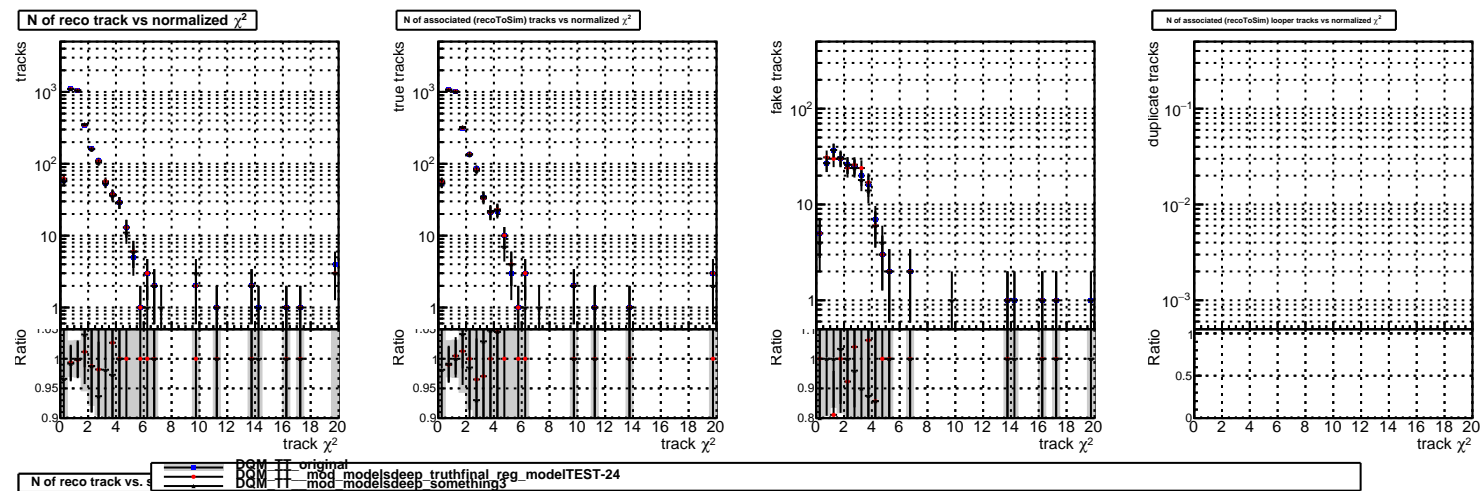 N of reco track vs normalized χ²
N of associated (recoToSim) tracks vs normalized χ²
N of associated (recoToSim) looper tracks vs normalized χ²
tracks
10³
10²
10
1
Ratio
1
0.95
0.9
0 2 4 6 8 10 12 14 16 18 20
track χ²
true tracks
10³
10²
10
1
Ratio
1
0.95
0.9
0 2 4 6 8 10 12 14 16 18 20
track χ²
fake tracks
10²
10
1
Ratio
1
0.9
0.8
0 2 4 6 8 10 12 14 16 18 20
track χ²
duplicate tracks
10⁻¹
10⁻²
10⁻³
Ratio
1
0.5
0
0 2 4 6 8 10 12 14 16 18 20
track χ²
DQM_TT_original
DQM_TT__mod_modelsdeep_truthfinal_reg_modelTEST-24
DQM_TT__mod_modelsdeep_something3
N of reco track vs. s